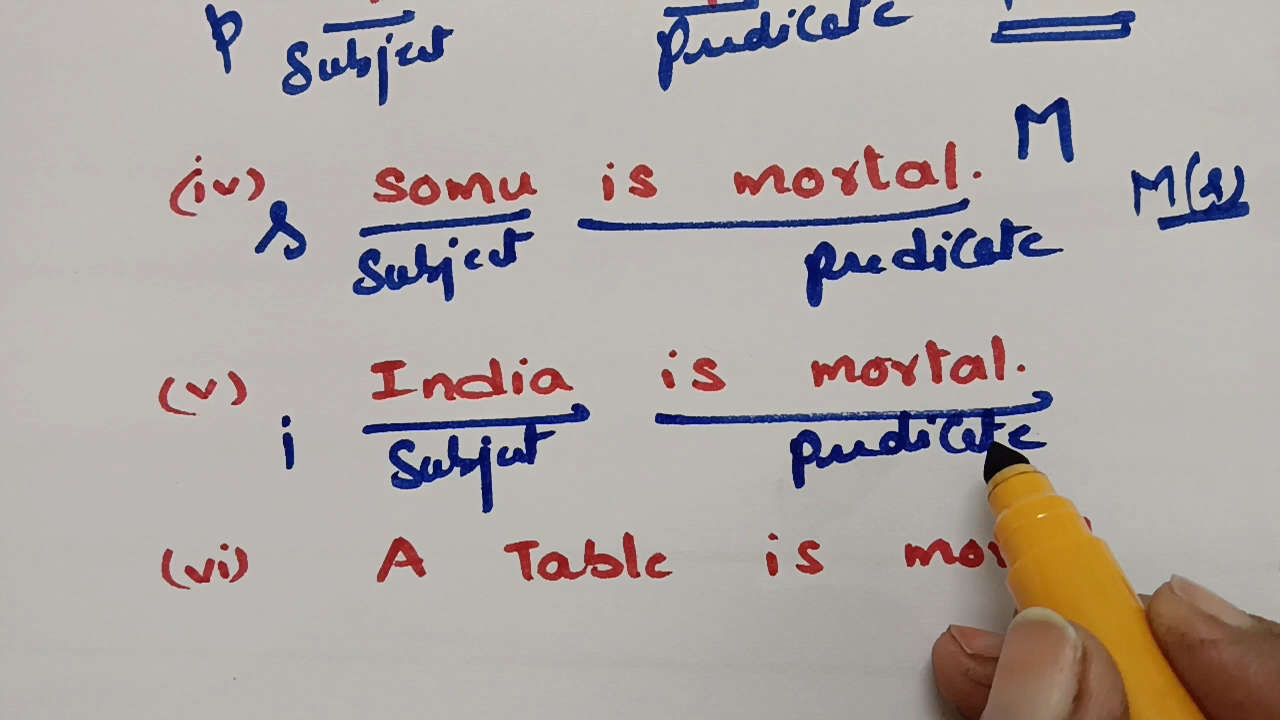 p Subject Predicate
M
(iv) Somu is mortal.
s Subject Predicate M(s)
(v) India is mortal.
i Subject Predicate
(vi) A Table is